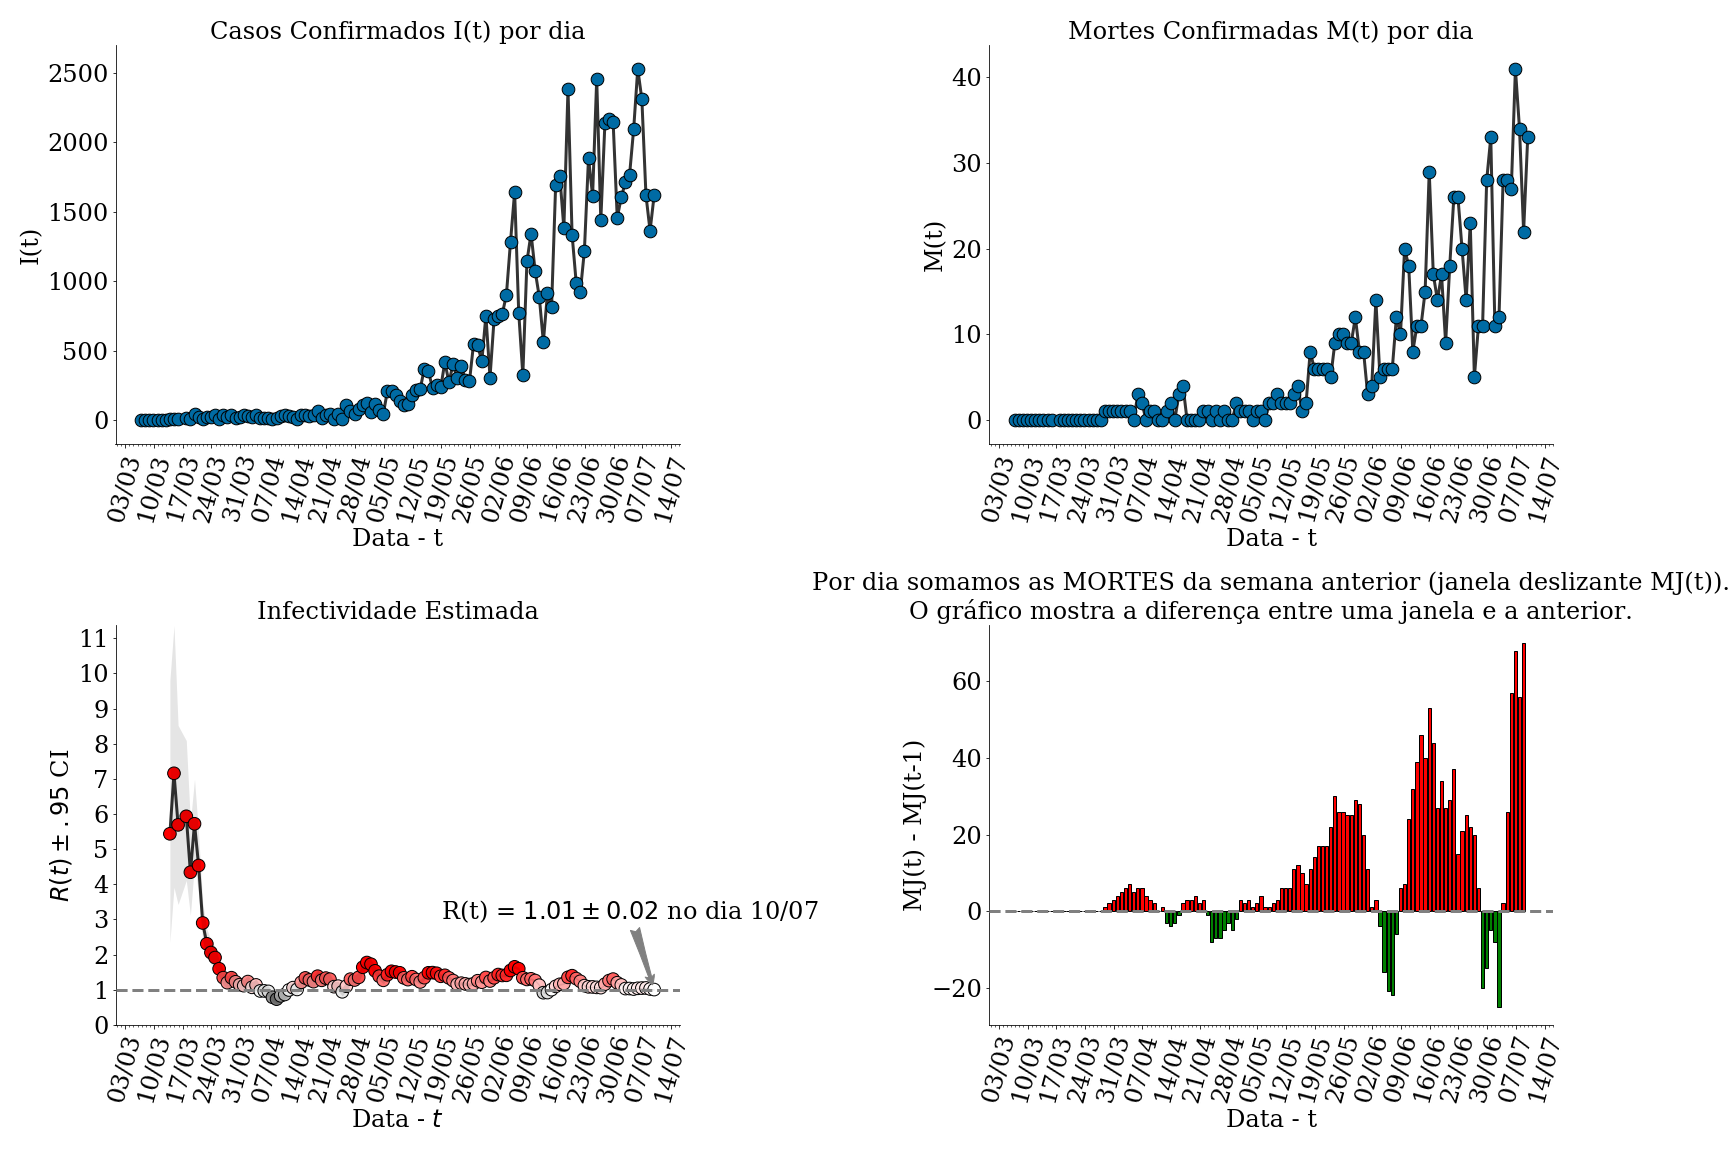 Casos Confirmados I(t) por dia
I(t)
2500
2000
1500
1000
500
0
03/03 10/03 17/03 24/03 31/03 07/04 14/04 21/04 28/04 05/05 12/05 19/05 26/05 02/06 09/06 16/06 23/06 30/06 07/07 14/07
Data - t
Mortes Confirmadas M(t) por dia
M(t)
40
30
20
10
0
03/03 10/03 17/03 24/03 31/03 07/04 14/04 21/04 28/04 05/05 12/05 19/05 26/05 02/06 09/06 16/06 23/06 30/06 07/07 14/07
Data - t
Infectividade Estimada
R(t) ± .95 CI
11
10
9
8
7
6
5
4
3
2
1
0
R(t) = 1.01 ± 0.02 no dia 10/07
03/03 10/03 17/03 24/03 31/03 07/04 14/04 21/04 28/04 05/05 12/05 19/05 26/05 02/06 09/06 16/06 23/06 30/06 07/07 14/07
Data - t
Por dia somamos as MORTES da semana anterior (janela deslizante MJ(t)).
O gráfico mostra a diferença entre uma janela e a anterior.
MJ(t) - MJ(t-1)
60
40
20
0
−20
03/03 10/03 17/03 24/03 31/03 07/04 14/04 21/04 28/04 05/05 12/05 19/05 26/05 02/06 09/06 16/06 23/06 30/06 07/07 14/07
Data - t